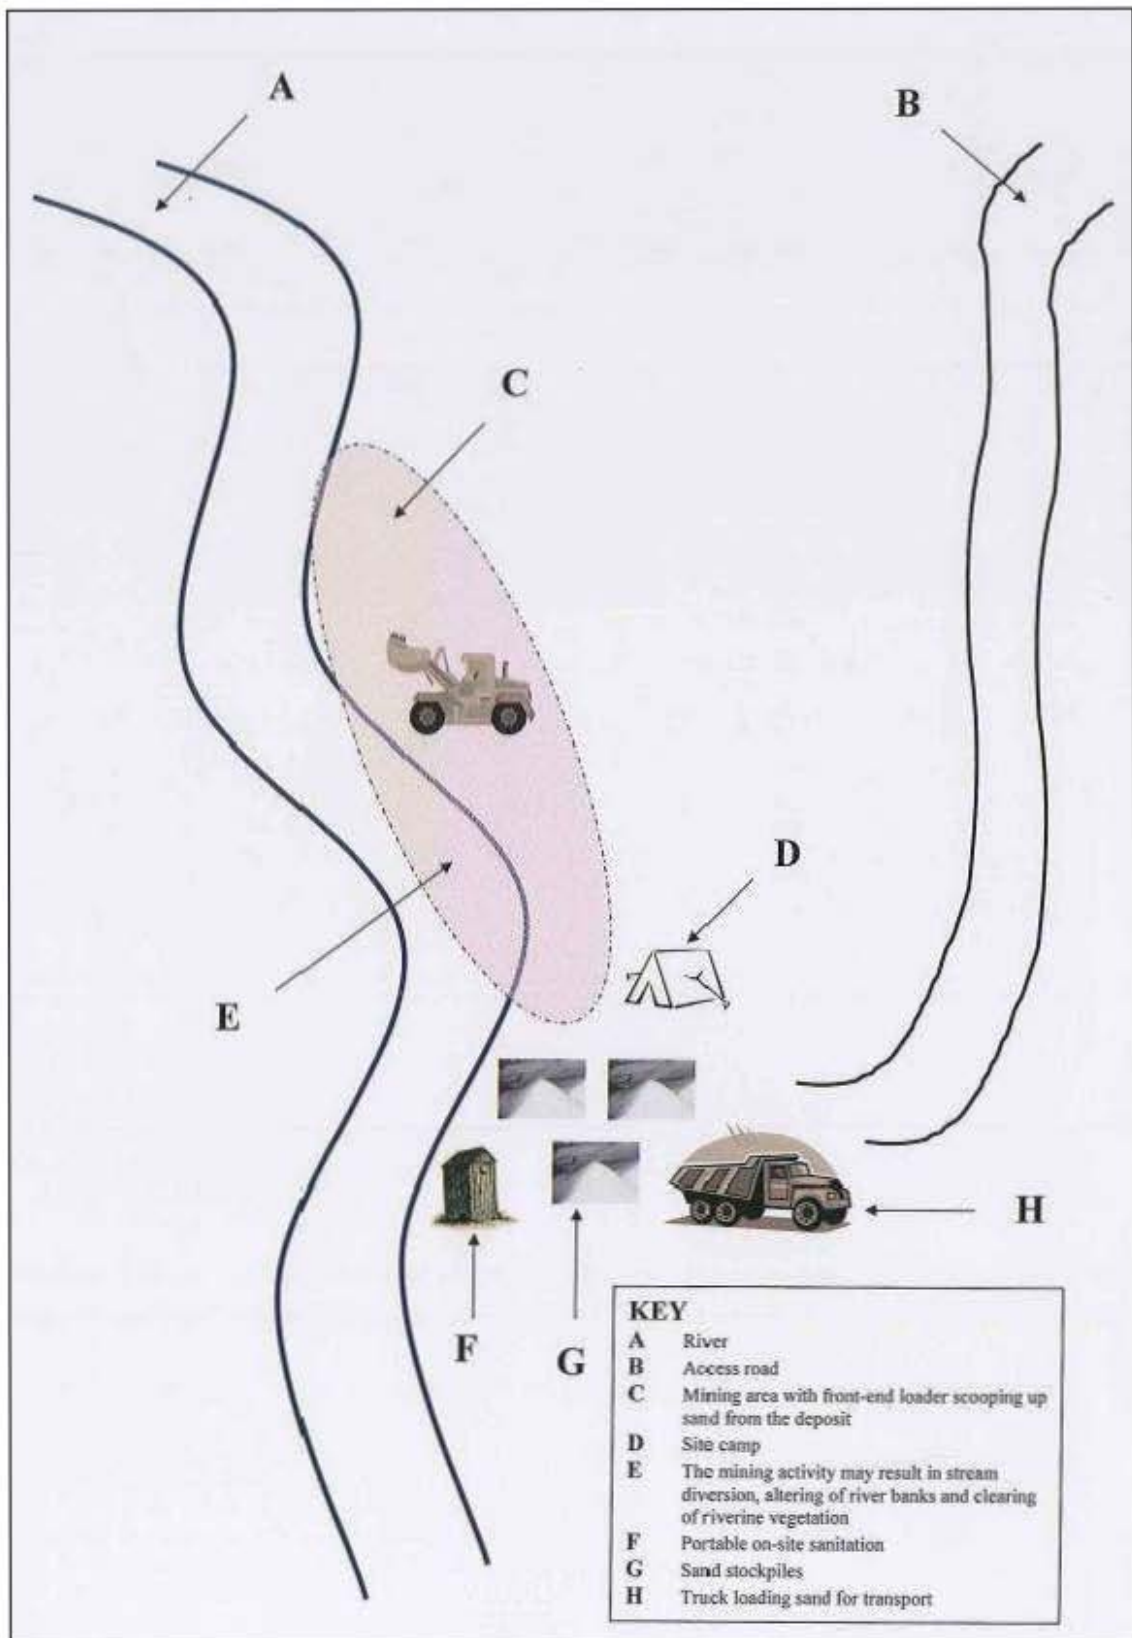 A
B
C
D
E
F
G
H
KEY
A River
B Access road
C Mining area with front-end loader scooping up
sand from the deposit
D Site camp
E The mining activity may result in stream
diversion, altering of river banks and clearing
of riverine vegetation
F Portable on-site sanitation
G Sand stockpiles
H Truck loading sand for transport